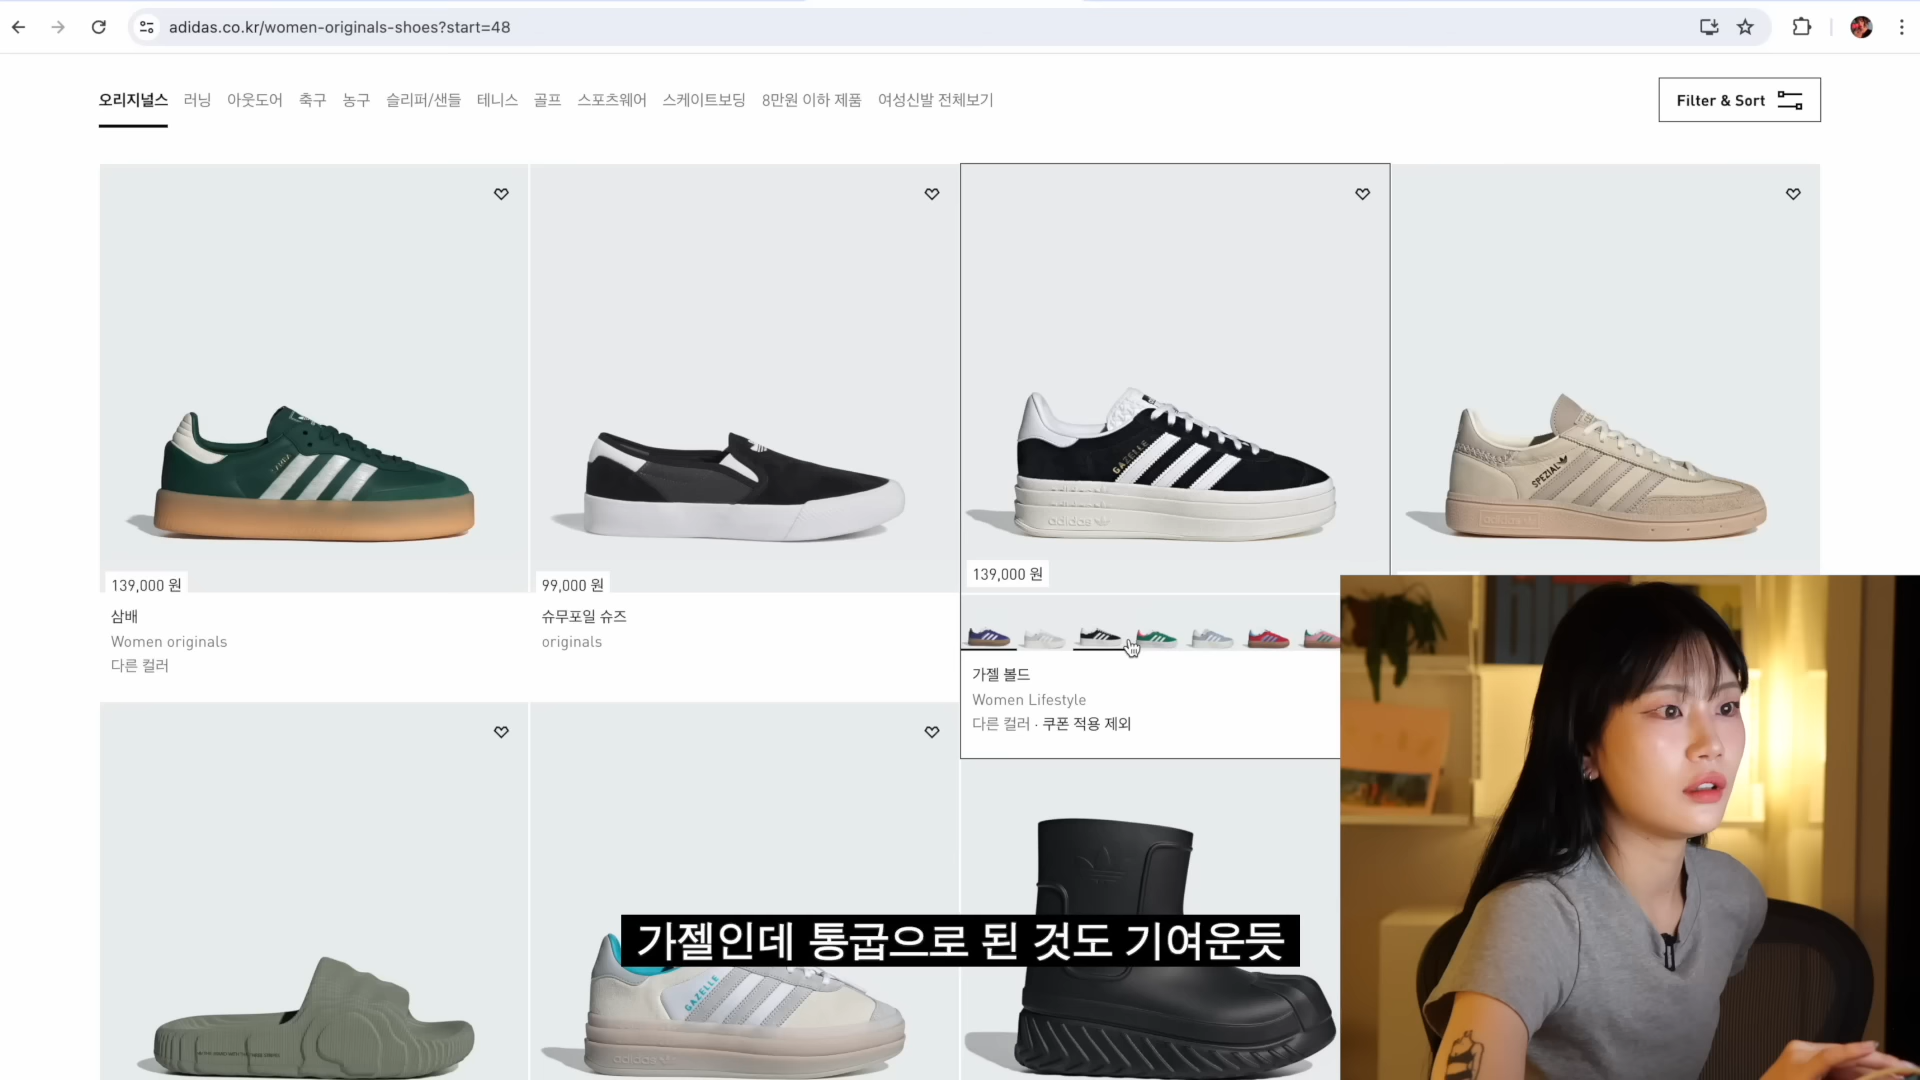 adidas.co.kr/women-originals-shoes?start=48
오리지널스 러닝 아웃도어 축구 농구 슬리퍼/샌들 테니스 골프 스포츠웨어 스케이트보딩 8만원 이하 제품 여성신발 전체보기
Filter & Sort
GAZELLE
adidas
SPEZIAL
139,000 원
삼배
Women originals
다른 컬러
99,000 원
슈무포일 슈즈
originals
139,000 원
가젤 볼드
Women Lifestyle
다른 컬러 · 쿠폰 적용 제외
GAZELLE
adidas
가젤인데 통굽으로 된 것도 기여운듯